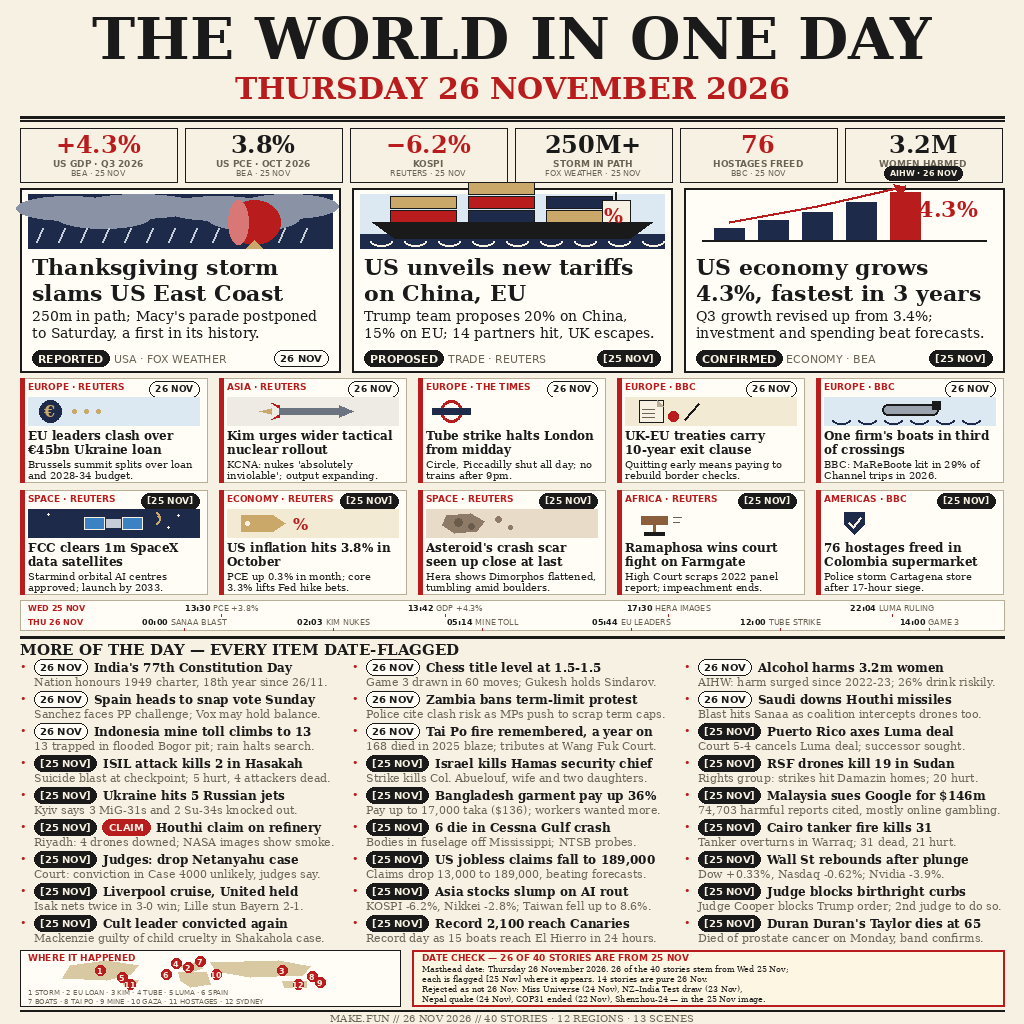 THE WORLD IN ONE DAY
THURSDAY 26 NOVEMBER 2026
+4.3%
US GDP · Q3 2026
BEA · 25 NOV
3.8%
US PCE · OCT 2026
BEA · 25 NOV
−6.2%
KOSPI
REUTERS · 25 NOV
250M+
STORM IN PATH
FOX WEATHER · 25 NOV
76
HOSTAGES FREED
BBC · 25 NOV
3.2M
WOMEN HARMED
AIHW · 26 NOV
Thanksgiving storm
slams US East Coast
250m in path; Macy's parade postponed
to Saturday, a first in its history.
REPORTED USA · FOX WEATHER 26 NOV
%
US unveils new tariffs
on China, EU
Trump team proposes 20% on China,
15% on EU; 14 partners hit, UK escapes.
PROPOSED TRADE · REUTERS [25 NOV]
4.3%
US economy grows
4.3%, fastest in 3 years
Q3 growth revised up from 3.4%;
investment and spending beat forecasts.
CONFIRMED ECONOMY · BEA [25 NOV]
EUROPE · REUTERS 26 NOV
€
EU leaders clash over
€45bn Ukraine loan
Brussels summit splits over loan
and 2028-34 budget.
ASIA · REUTERS 26 NOV
Kim urges wider tactical
nuclear rollout
KCNA: nukes 'absolutely
inviolable'; output expanding.
EUROPE · THE TIMES 26 NOV
Tube strike halts London
from midday
Circle, Piccadilly shut all day; no
trains after 9pm.
EUROPE · BBC 26 NOV
UK-EU treaties carry
10-year exit clause
Quitting early means paying to
rebuild border checks.
EUROPE · BBC 26 NOV
One firm's boats in third
of crossings
BBC: MaReBoote kit in 29% of
Channel trips in 2026.
SPACE · REUTERS [25 NOV]
FCC clears 1m SpaceX
data satellites
Starmind orbital AI centres
approved; launch by 2033.
ECONOMY · REUTERS [25 NOV]
%
US inflation hits 3.8% in
October
PCE up 0.3% in month; core
3.3% lifts Fed hike bets.
SPACE · REUTERS [25 NOV]
Asteroid's crash scar
seen up close at last
Hera shows Dimorphos flattened,
tumbling amid boulders.
AFRICA · REUTERS [25 NOV]
Ramaphosa wins court
fight on Farmgate
High Court scraps 2022 panel
report; impeachment ends.
AMERICAS · BBC [25 NOV]
76 hostages freed in
Colombia supermarket
Police storm Cartagena store
after 17-hour siege.
WED 25 NOV 13:30 PCE +3.8% 13:42 GDP +4.3% 17:30 HERA IMAGES 22:04 LUMA RULING
THU 26 NOV 00:00 SANAA BLAST 02:03 KIM NUKES 05:14 MINE TOLL 05:44 EU LEADERS 12:00 TUBE STRIKE 14:00 GAME 3
MORE OF THE DAY — EVERY ITEM DATE-FLAGGED
• 26 NOV India's 77th Constitution Day
Nation honours 1949 charter, 18th year since 26/11.
• 26 NOV Spain heads to snap vote Sunday
Sanchez faces PP challenge; Vox may hold balance.
• 26 NOV Indonesia mine toll climbs to 13
13 trapped in flooded Bogor pit; rain halts search.
• [25 NOV] ISIL attack kills 2 in Hasakah
Suicide blast at checkpoint; 5 hurt, 4 attackers dead.
• [25 NOV] Ukraine hits 5 Russian jets
Kyiv says 3 MiG-31s and 2 Su-34s knocked out.
• [25 NOV] CLAIM Houthi claim on refinery
Riyadh: 4 drones downed; NASA images show smoke.
• [25 NOV] Judges: drop Netanyahu case
Court: conviction in Case 4000 unlikely, judges say.
• [25 NOV] Liverpool cruise, United held
Isak nets twice in 3-0 win; Lille stun Bayern 2-1.
• [25 NOV] Cult leader convicted again
Mackenzie guilty of child cruelty in Shakahola case.
• 26 NOV Chess title level at 1.5-1.5
Game 3 drawn in 60 moves; Gukesh holds Sindarov.
• 26 NOV Zambia bans term-limit protest
Police cite clash risk as MPs push to scrap term caps.
• 26 NOV Tai Po fire remembered, a year on
168 died in 2025 blaze; tributes at Wang Fuk Court.
• [25 NOV] Israel kills Hamas security chief
Strike kills Col. Abuelouf, wife and two daughters.
• [25 NOV] Bangladesh garment pay up 36%
Pay up to 17,000 taka ($136); workers wanted more.
• [25 NOV] 6 die in Cessna Gulf crash
Bodies in fuselage off Mississippi; NTSB probes.
• [25 NOV] US jobless claims fall to 189,000
Claims drop 13,000 to 189,000, beating forecasts.
• [25 NOV] Asia stocks slump on AI rout
KOSPI -6.2%, Nikkei -2.8%; Taiwan fell up to 8.6%.
• [25 NOV] Record 2,100 reach Canaries
Record day as 15 boats reach El Hierro in 24 hours.
• 26 NOV Alcohol harms 3.2m women
AIHW: harm surged since 2022-23; 26% drink riskily.
• 26 NOV Saudi downs Houthi missiles
Blast hits Sanaa as coalition intercepts drones too.
• [25 NOV] Puerto Rico axes Luma deal
Court 5-4 cancels Luma deal; successor sought.
• [25 NOV] RSF drones kill 19 in Sudan
Rights group: strikes hit Damazin homes; 20 hurt.
• [25 NOV] Malaysia sues Google for $146m
74,703 harmful reports cited, mostly online gambling.
• [25 NOV] Cairo tanker fire kills 31
Tanker overturns in Warraq; 31 dead, 21 hurt.
• [25 NOV] Wall St rebounds after plunge
Dow +0.33%, Nasdaq -0.62%; Nvidia -3.9%.
• [25 NOV] Judge blocks birthright curbs
Judge Cooper blocks Trump order; 2nd judge to do so.
• [25 NOV] Duran Duran's Taylor dies at 65
Died of prostate cancer on Monday, band confirms.
WHERE IT HAPPENED
1 5 11 4 2 7 6 10 3 12 8 9
1 STORM · 2 EU LOAN · 3 KIM · 4 TUBE · 5 LUMA · 6 SPAIN
7 BOATS · 8 TAI PO · 9 MINE · 10 GAZA · 11 HOSTAGES · 12 SYDNEY
DATE CHECK — 26 OF 40 STORIES ARE FROM 25 NOV
Masthead date: Thursday 26 November 2026. 26 of the 40 stories stem from Wed 25 Nov;
each is flagged [25 Nov] where it appears. 14 stories are pure 26 Nov.
Rejected as not 26 Nov: Miss Universe (24 Nov), NZ–India Test draw (23 Nov),
Nepal quake (24 Nov), COP31 ended (22 Nov), Shenzhou-24 — in the 25 Nov image.
MAKE.FUN // 26 NOV 2026 // 40 STORIES · 12 REGIONS · 13 SCENES